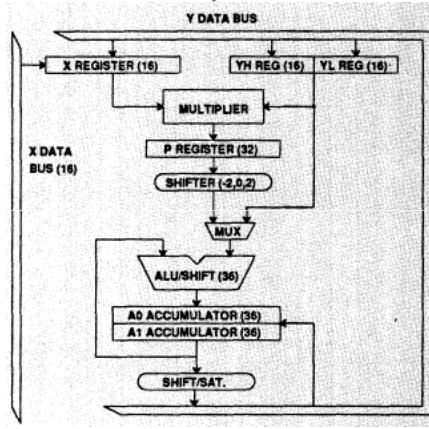 Y DATA BUS
X REGISTER (16)
YH REG (16)
YL REG (16)
MULTIPLIER
P REGISTER (32)
X DATA
BUS (16)
SHIFTER (-2,0,2)
MUX
ALU/SHIFT (36)
A0 ACCUMULATOR (36)
A1 ACCUMULATOR (36)
SHIFT/SAT.